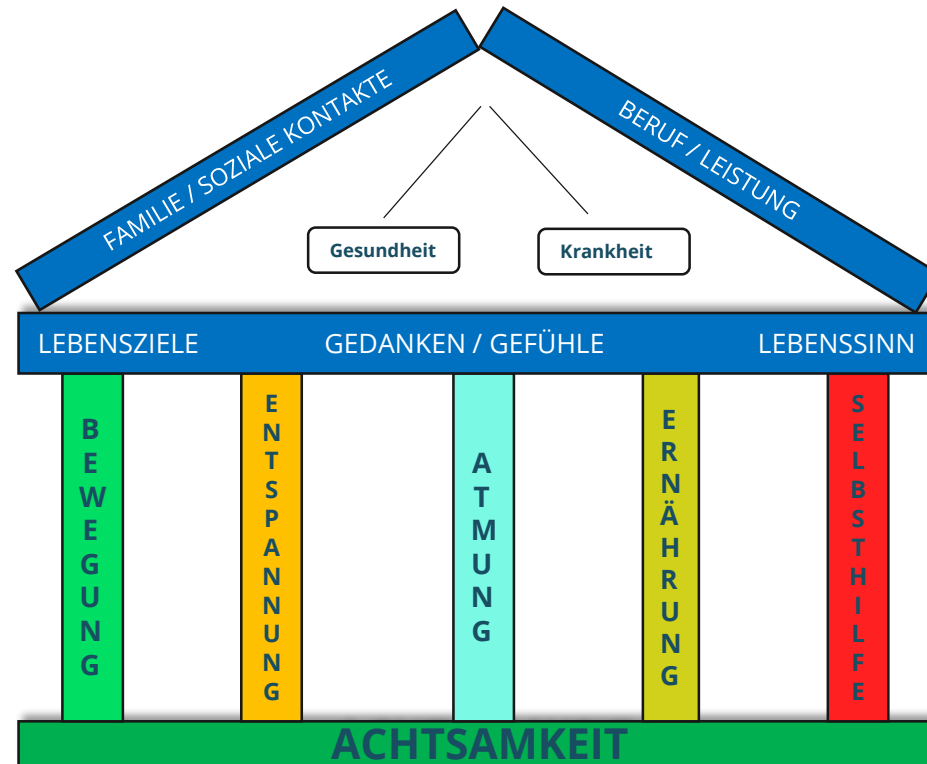 FAMILIE / SOZIALE KONTAKTE
BERUF / LEISTUNG
Gesundheit
Krankheit
LEBENSZIELE GEDANKEN / GEFÜHLE LEBENSSINN
BEWEGUNG
ENTSPANNUNG
ATMUNG
ERNÄHRUNG
SELBSTHILFE
ACHTSAMKEIT